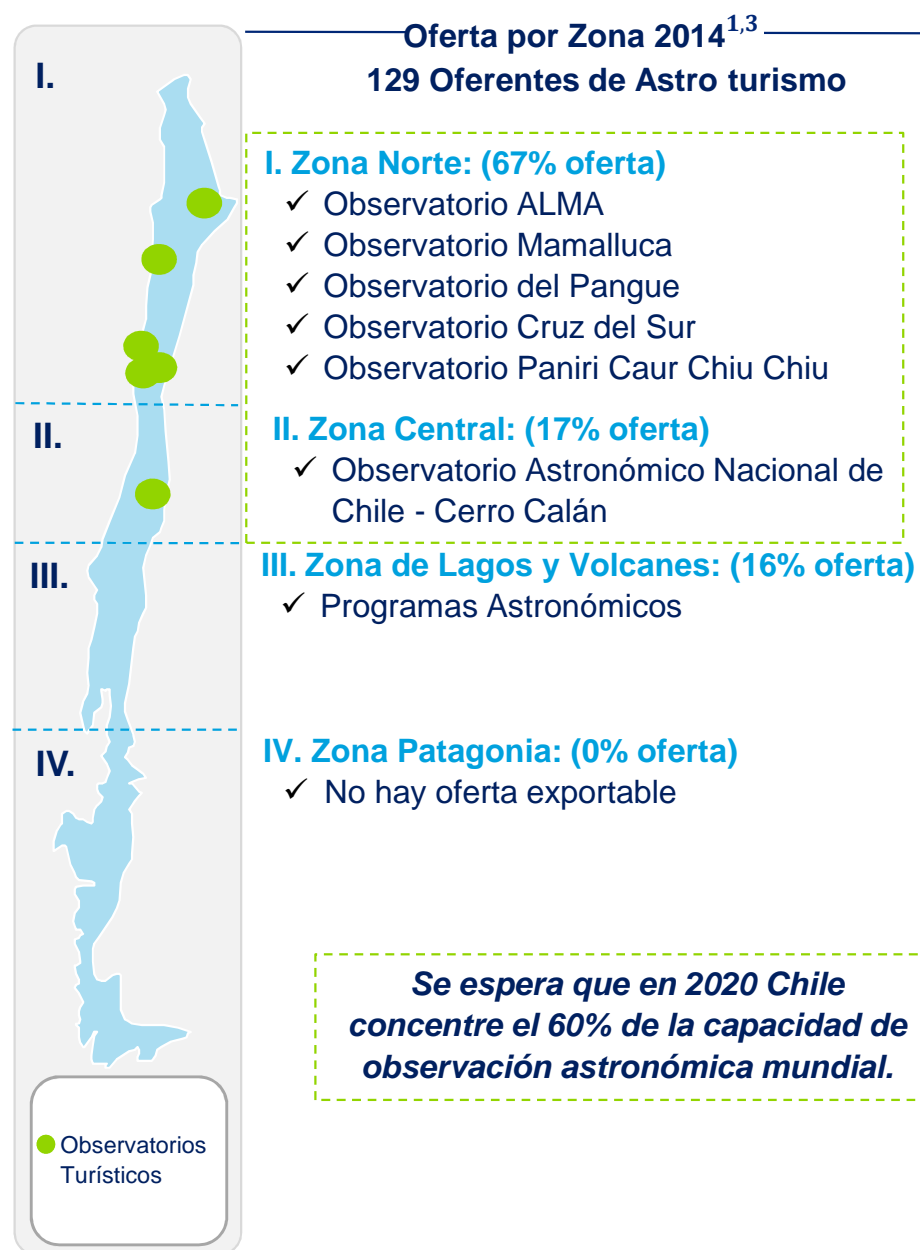 Oferta por Zona 2014¹,³
129 Oferentes de Astro turismo
I.
I. Zona Norte: (67% oferta)
✓ Observatorio ALMA
✓ Observatorio Mamalluca
✓ Observatorio del Pangue
✓ Observatorio Cruz del Sur
✓ Observatorio Paniri Caur Chiu Chiu
II.
II. Zona Central: (17% oferta)
✓ Observatorio Astronómico Nacional de
Chile - Cerro Calán
III.
III. Zona de Lagos y Volcanes: (16% oferta)
✓ Programas Astronómicos
IV.
IV. Zona Patagonia: (0% oferta)
✓ No hay oferta exportable
Se espera que en 2020 Chile
concentre el 60% de la capacidad de
observación astronómica mundial.
Observatorios
Turísticos